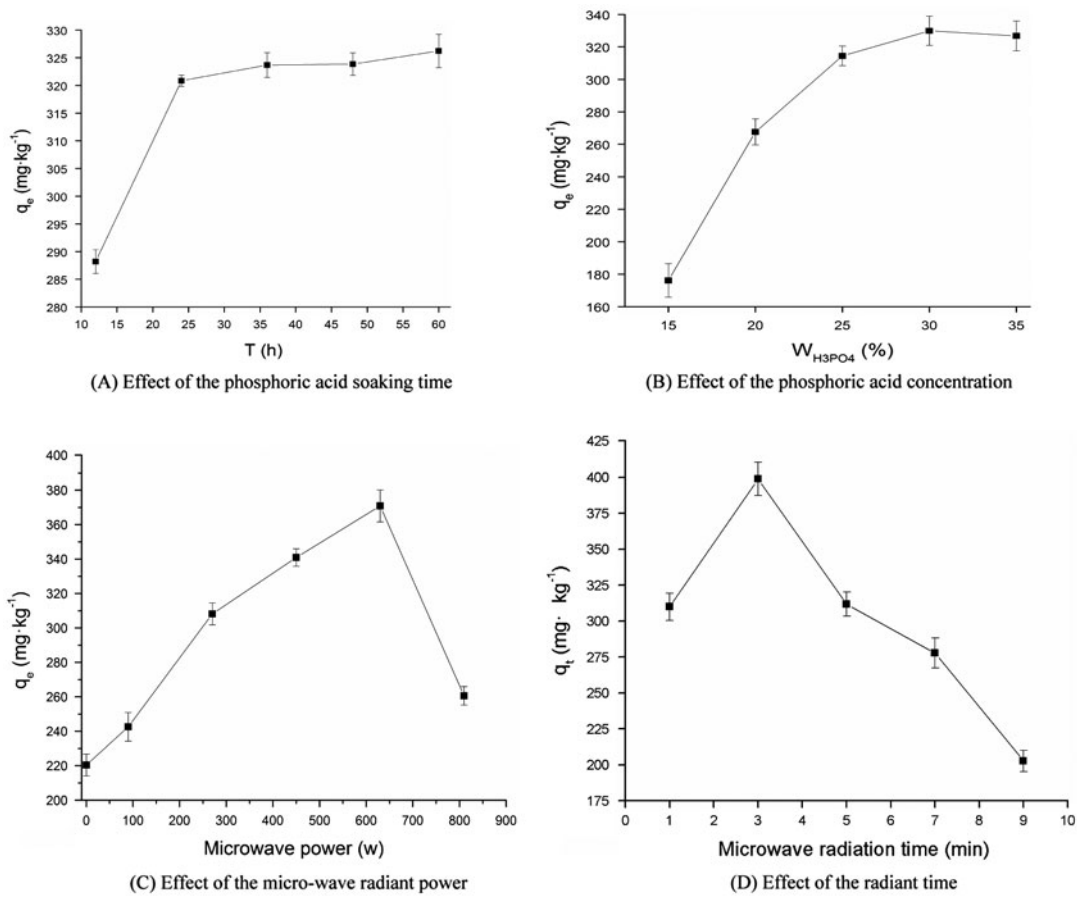 330
325
320
315
310
305
300
295
290
285
280
qe (mg·kg-1)
10 15 20 25 30 35 40 45 50 55 60
T (h)
(A) Effect of the phosphoric acid soaking time
340
320
300
280
260
240
220
200
180
160
qe (mg·kg-1)
15 20 25 30 35
WH3PO4 (%)
(B) Effect of the phosphoric acid concentration
400
380
360
340
320
300
280
260
240
220
200
qe (mg·kg-1)
0 100 200 300 400 500 600 700 800 900
Microwave power (w)
(C) Effect of the micro-wave radiant power
425
400
375
350
325
300
275
250
225
200
175
qt (mg· kg-1)
0 1 2 3 4 5 6 7 8 9 10
Microwave radiation time (min)
(D) Effect of the radiant time